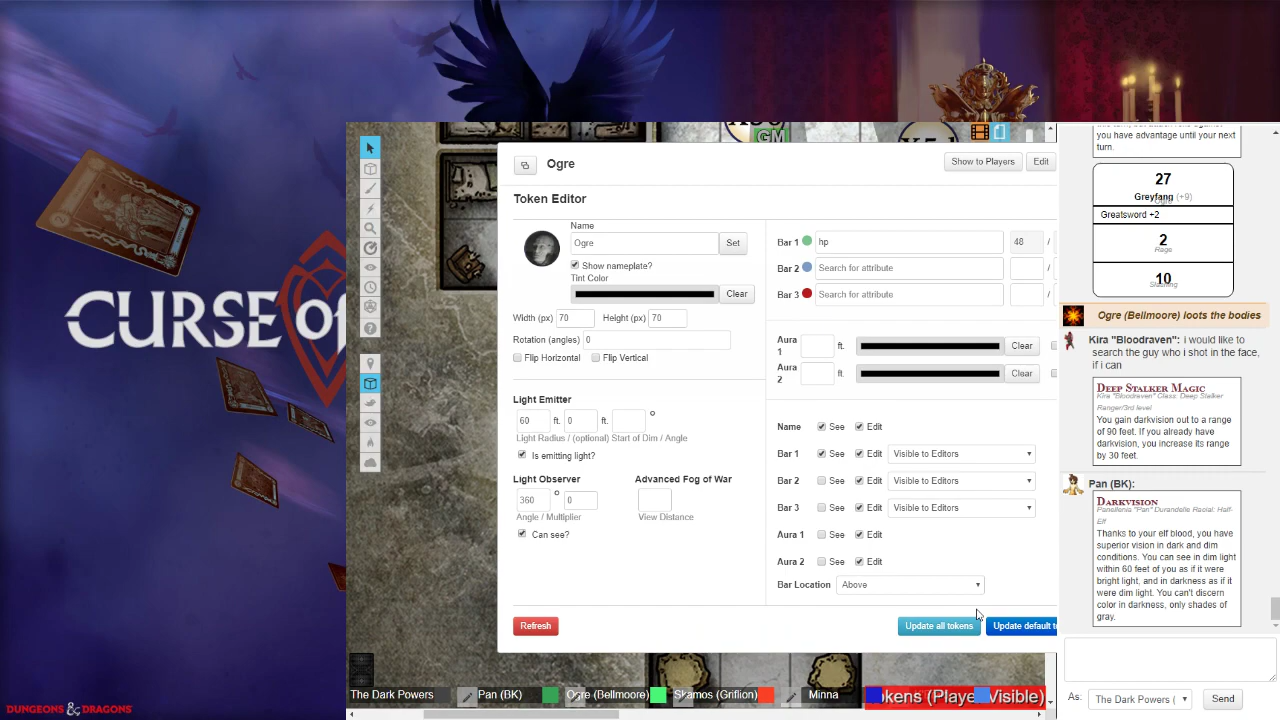 CURSE OF
DUNGEONS & DRAGONS
GM
Ogre
Show to Players
Edit
Token Editor
Name
Ogre
Set
Show nameplate?
Tint Color
Clear
Width (px) 70 Height (px) 70
Rotation (angles) 0
Flip Horizontal Flip Vertical
Light Emitter
60 ft. 0 ft. °
Light Radius / (optional) Start of Dim / Angle
Is emitting light?
Light Observer
360 ° 0
Angle / Multiplier
Can see?
Advanced Fog of War
View Distance
Refresh
Bar 1 hp 48 /
Bar 2 Search for attribute /
Bar 3 Search for attribute /
Aura 1 ft. Clear
Aura 2 ft. Clear
Name See Edit
Bar 1 See Edit Visible to Editors
Bar 2 See Edit Visible to Editors
Bar 3 See Edit Visible to Editors
Aura 1 See Edit
Aura 2 See Edit
Bar Location Above
Update all tokens
Update default t
The Dark Powers
Pan (BK)
Ogre (Bellmoore)
Skamos (Griflion)
Minna
okens (Playe Visible)
you have advantage until your next
turn.
27
Greyfang (+9)
Greatsword +2
2
Rage
10
Slashing
Ogre (Bellmoore) loots the bodies
Kira "Bloodraven": i would like to
search the guy who i shot in the face,
if i can
Deep Stalker Magic
Kira "Bloodraven" Class: Deep Stalker
Ranger/3rd level
You gain darkvision out to a range
of 90 feet. If you already have
darkvision, you increase its range
by 30 feet.
Pan (BK):
Darkvision
Panellenia "Pan" Durandelle Racial: Half-
Elf
Thanks to your elf blood, you have
superior vision in dark and dim
conditions. You can see in dim light
within 60 feet of you as if it were
bright light, and in darkness as if it
were dim light. You can't discern
color in darkness, only shades of
gray.
As: The Dark Powers (
Send